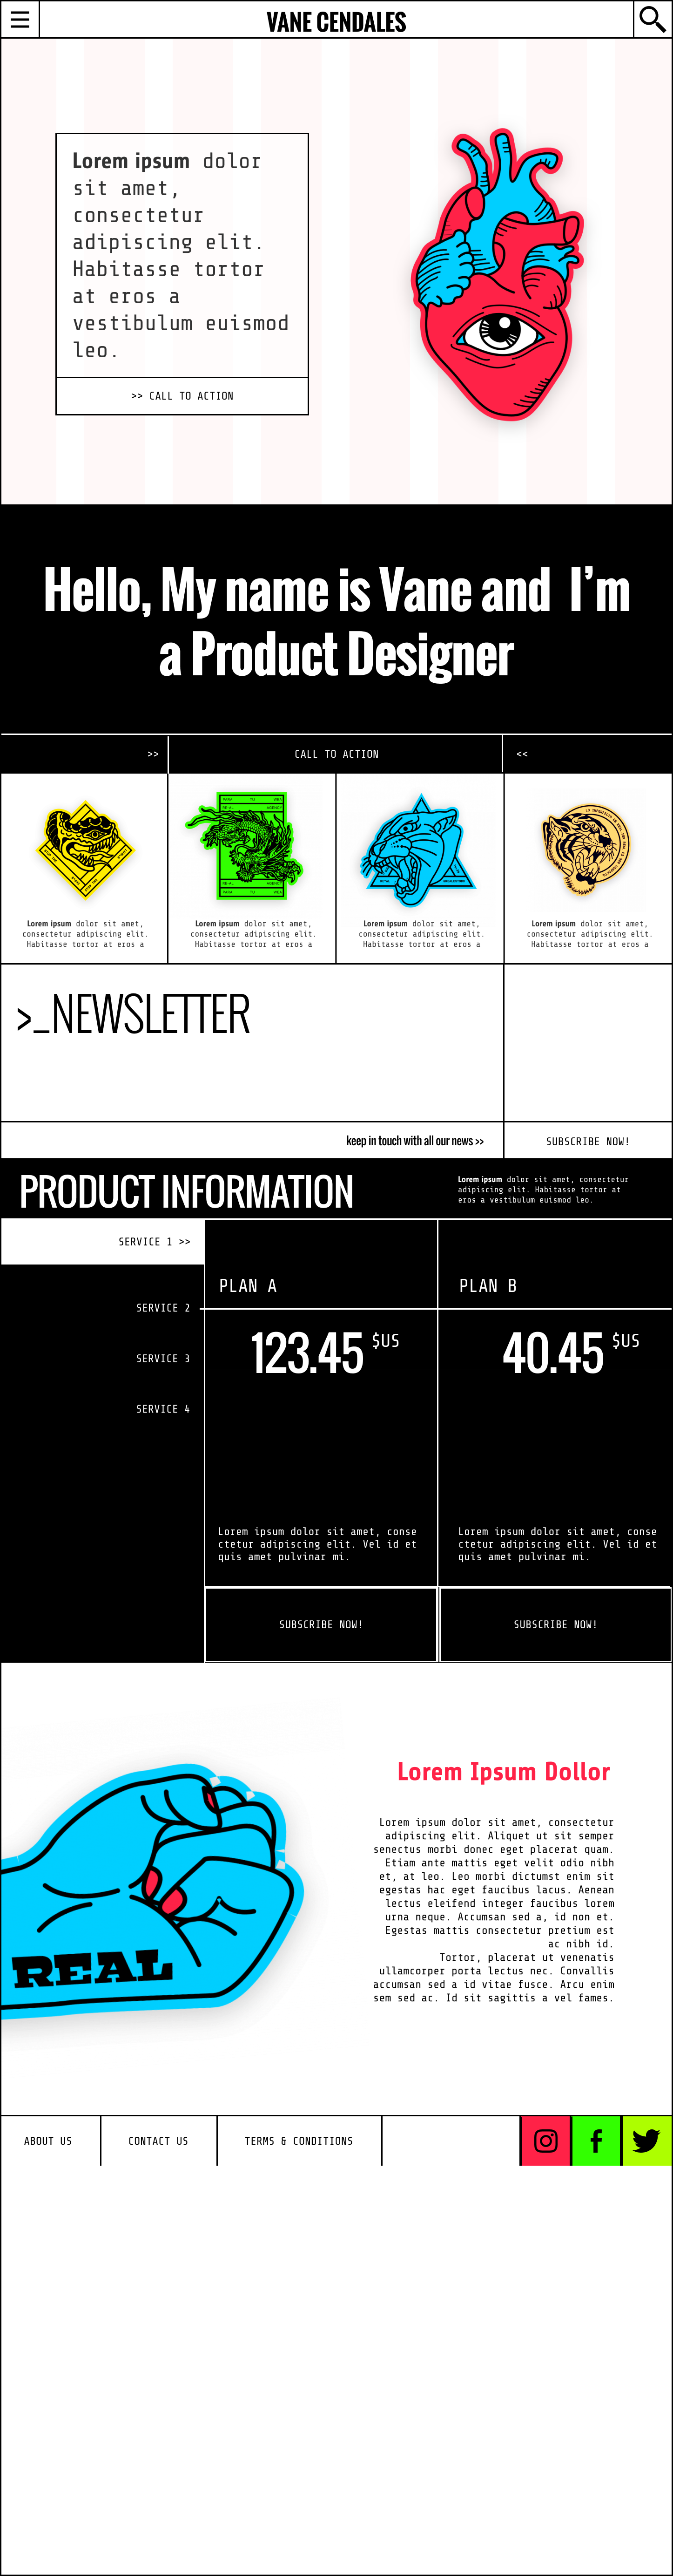 VANE CENDALES
Lorem ipsum dolor
sit amet,
consectetur
adipiscing elit.
Habitasse tortor
at eros a
vestibulum euismod
leo.
>> CALL TO ACTION
Hello, My name is Vane and I'm
a Product Designer
>> CALL TO ACTION <<
Lorem ipsum dolor sit amet,
consectetur adipiscing elit.
Habitasse tortor at eros a
Lorem ipsum dolor sit amet,
consectetur adipiscing elit.
Habitasse tortor at eros a
Lorem ipsum dolor sit amet,
consectetur adipiscing elit.
Habitasse tortor at eros a
Lorem ipsum dolor sit amet,
consectetur adipiscing elit.
Habitasse tortor at eros a
>_NEWSLETTER
keep in touch with all our news >>
SUBSCRIBE NOW!
PRODUCT INFORMATION
Lorem ipsum dolor sit amet, consectetur
adipiscing elit. Habitasse tortor at
eros a vestibulum euismod leo.
SERVICE 1 >>
SERVICE 2
SERVICE 3
SERVICE 4
PLAN A
123.45 $US
Lorem ipsum dolor sit amet, conse
ctetur adipiscing elit. Vel id et
quis amet pulvinar mi.
SUBSCRIBE NOW!
PLAN B
40.45 $US
Lorem ipsum dolor sit amet, conse
ctetur adipiscing elit. Vel id et
quis amet pulvinar mi.
SUBSCRIBE NOW!
REAL
Lorem Ipsum Dollor
Lorem ipsum dolor sit amet, consectetur
adipiscing elit. Aliquet ut sit semper
senectus morbi donec eget placerat quam.
Etiam ante mattis eget velit odio nibh
et, at leo. Leo morbi dictumst enim sit
egestas hac eget faucibus lacus. Aenean
lectus eleifend integer faucibus lorem
urna neque. Accumsan sed a, id non et.
Egestas mattis consectetur pretium est
ac nibh id.
Tortor, placerat ut venenatis
ullamcorper porta lectus nec. Convallis
accumsan sed a id vitae fusce. Arcu enim
sem sed ac. Id sit sagittis a vel fames.
ABOUT US
CONTACT US
TERMS & CONDITIONS